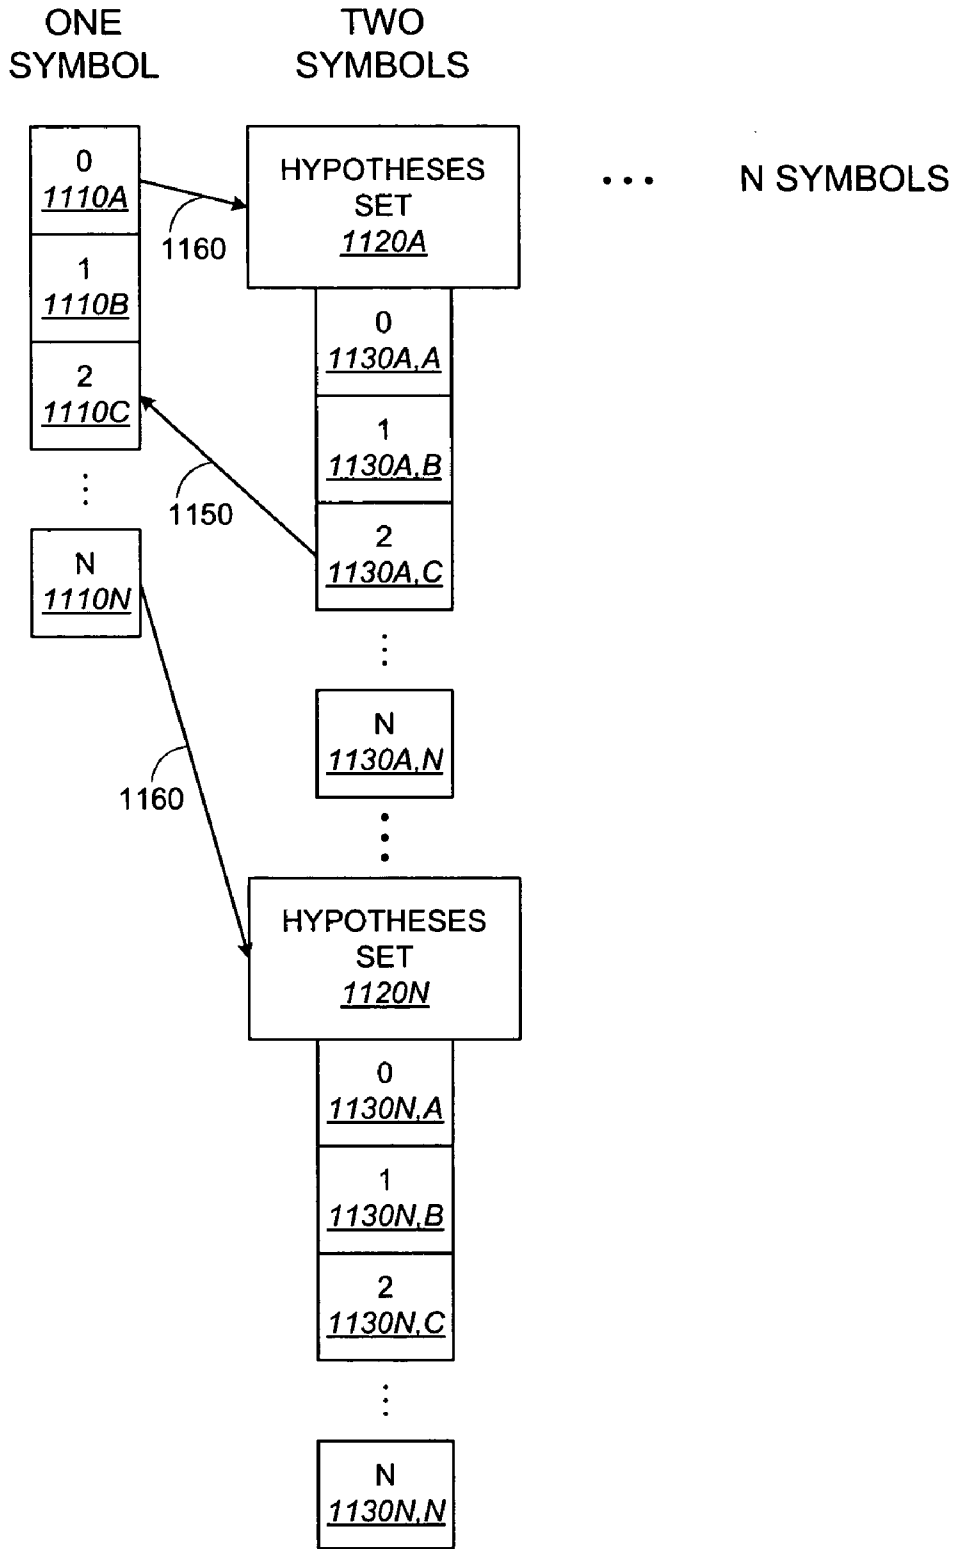 ONE
SYMBOL
TWO
SYMBOLS
0
1110A
1
1110B
2
1110C
⋮
N
1110N
1160
HYPOTHESES
SET
1120A
• • •
N SYMBOLS
0
1130A,A
1
1130A,B
2
1130A,C
1150
⋮
N
1130A,N
1160
⋮
HYPOTHESES
SET
1120N
0
1130N,A
1
1130N,B
2
1130N,C
⋮
N
1130N,N